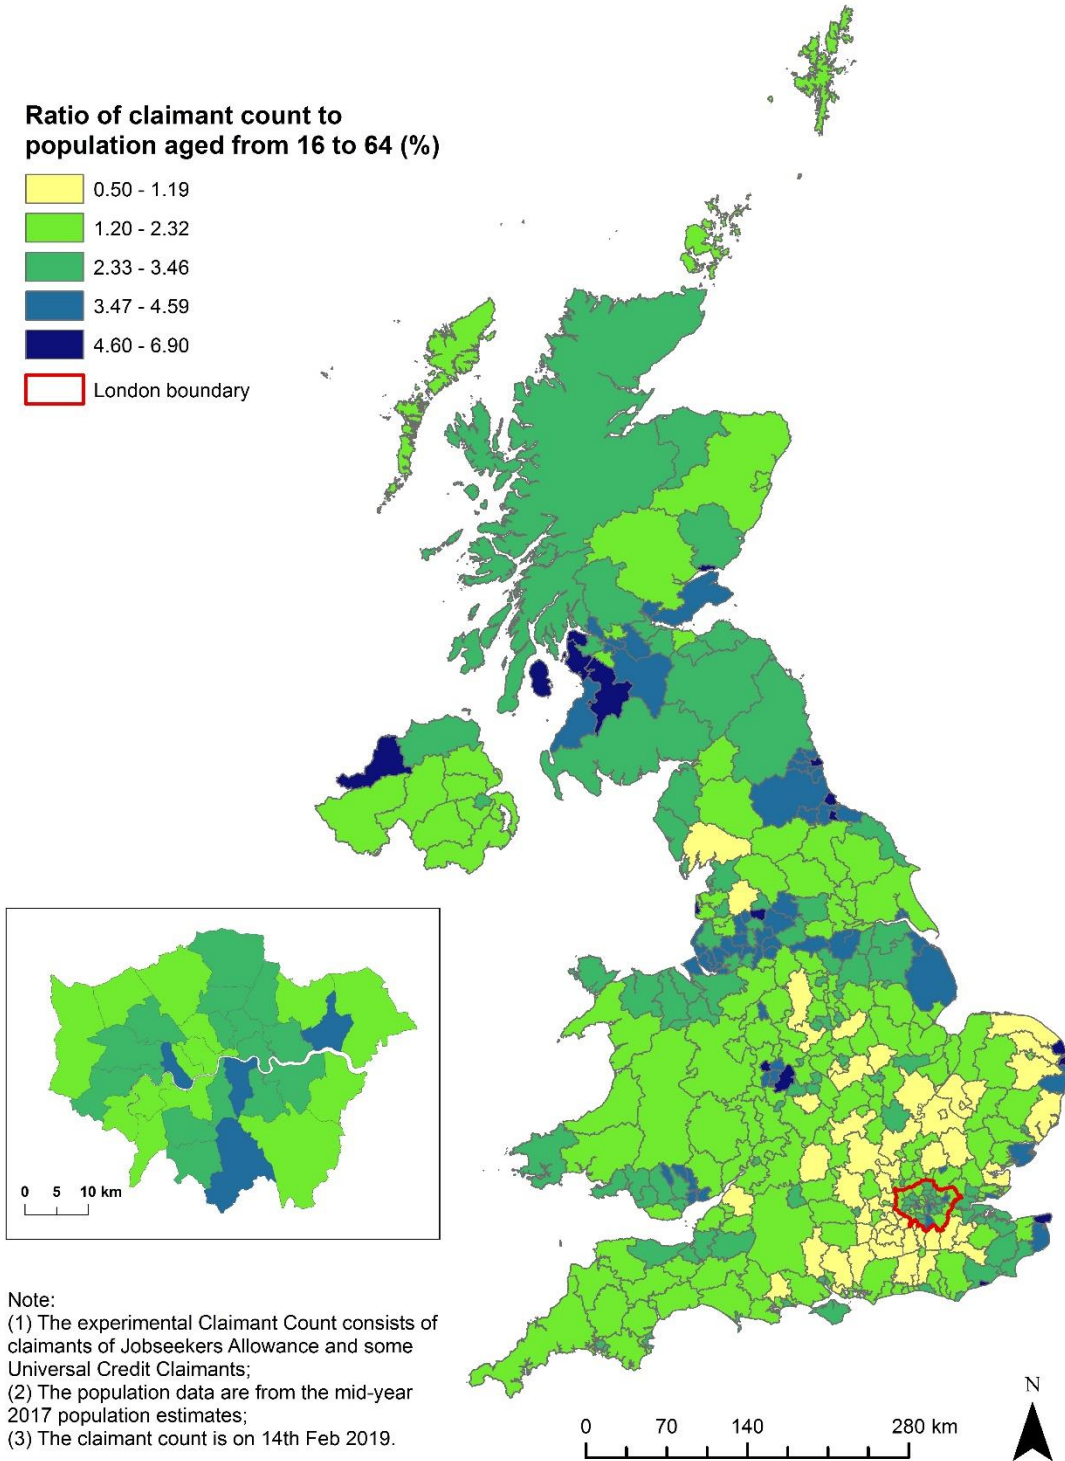 Ratio of claimant count to
population aged from 16 to 64 (%)
0.50 - 1.19
1.20 - 2.32
2.33 - 3.46
3.47 - 4.59
4.60 - 6.90
London boundary
0 5 10 km
Note:
(1) The experimental Claimant Count consists of
claimants of Jobseekers Allowance and some
Universal Credit Claimants;
(2) The population data are from the mid-year
2017 population estimates;
(3) The claimant count is on 14th Feb 2019.
0 70 140 280 km
N